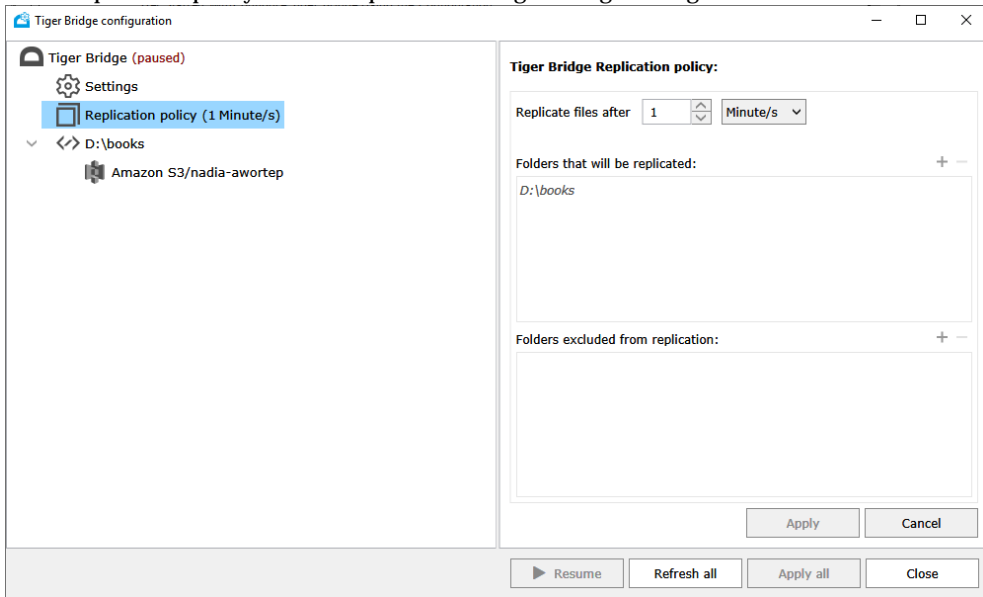 Tiger Bridge configuration
Tiger Bridge (paused)
Settings
Replication policy (1 Minute/s)
D:\books
Amazon S3/nadia-awortep
Tiger Bridge Replication policy:
Replicate files after 1 Minute/s
Folders that will be replicated:
D:\books
Folders excluded from replication:
Apply Cancel
Resume Refresh all Apply all Close